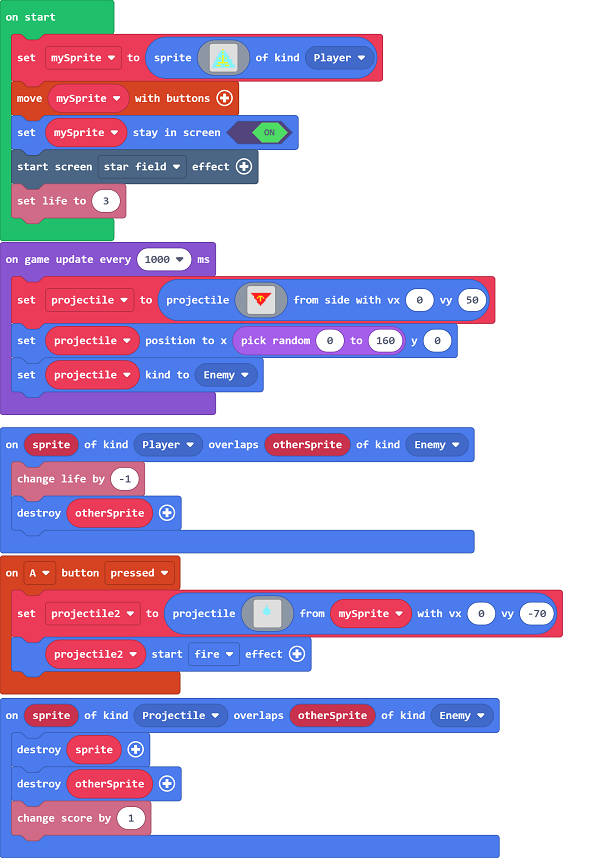 on start
set mySprite to sprite of kind Player
move mySprite with buttons
set mySprite stay in screen ON
start screen star field effect
set life to 3
on game update every 1000 ms
set projectile to projectile from side with vx 0 vy 50
set projectile position to x pick random 0 to 160 y 0
set projectile kind to Enemy
on sprite of kind Player overlaps otherSprite of kind Enemy
change life by -1
destroy otherSprite
on A button pressed
set projectile2 to projectile from mySprite with vx 0 vy -70
projectile2 start fire effect
on sprite of kind Projectile overlaps otherSprite of kind Enemy
destroy sprite
destroy otherSprite
change score by 1